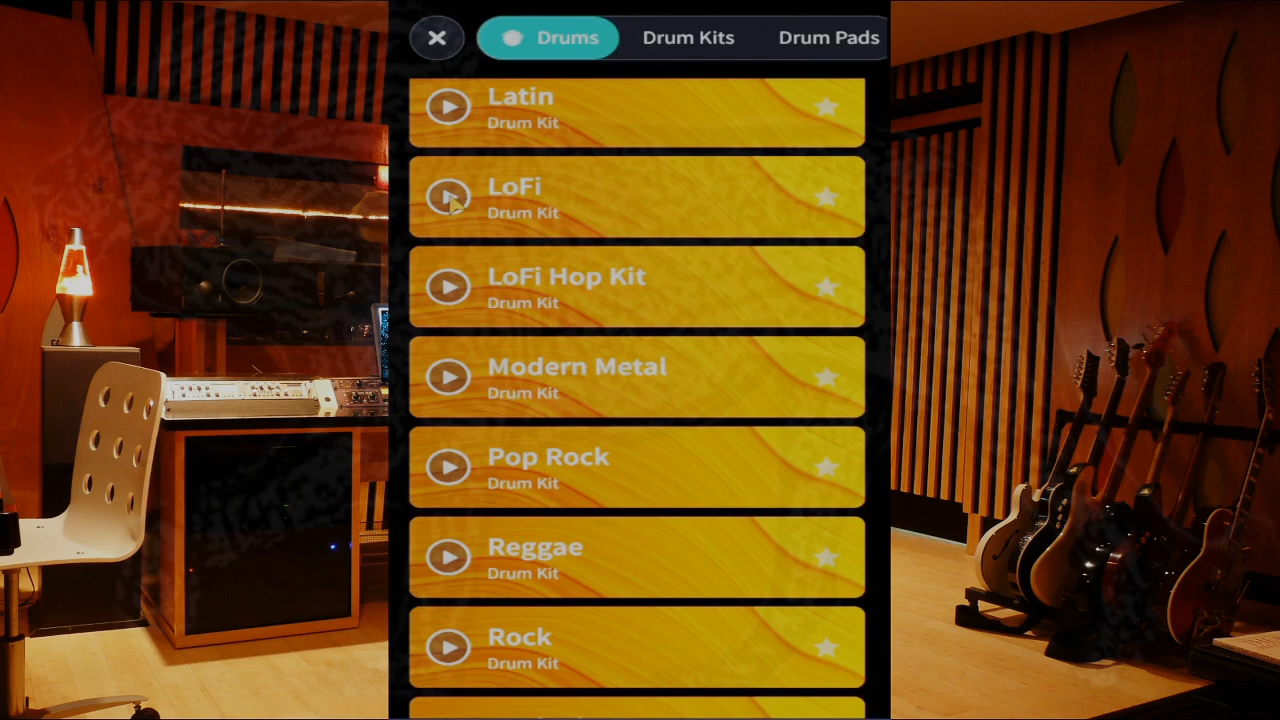 Drums Drum Kits Drum Pads
Latin
Drum Kit
LoFi
Drum Kit
LoFi Hop Kit
Drum Kit
Modern Metal
Drum Kit
Pop Rock
Drum Kit
Reggae
Drum Kit
Rock
Drum Kit